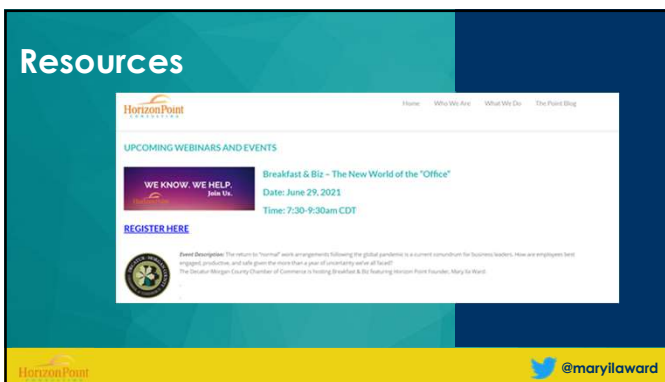 Resources
HorizonPoint
CONSULTING
Home Who We Are What We Do The Point Blog
UPCOMING WEBINARS AND EVENTS
WE KNOW. WE HELP.
Join Us.
HorizonPoint
Breakfast & Biz – The New World of the "Office"
Date: June 29, 2021
Time: 7:30-9:30am CDT
REGISTER HERE
Event Description: The return to "normal" work arrangements following the global pandemic is a current conundrum for business leaders. How are employees best
engaged, productive, and safe given the more than a year of uncertainty we've all faced?
The Decatur-Morgan County Chamber of Commerce is hosting Breakfast & Biz featuring Horizon Point Founder, Mary Ila Ward
HorizonPoint
CONSULTING
@maryilaward